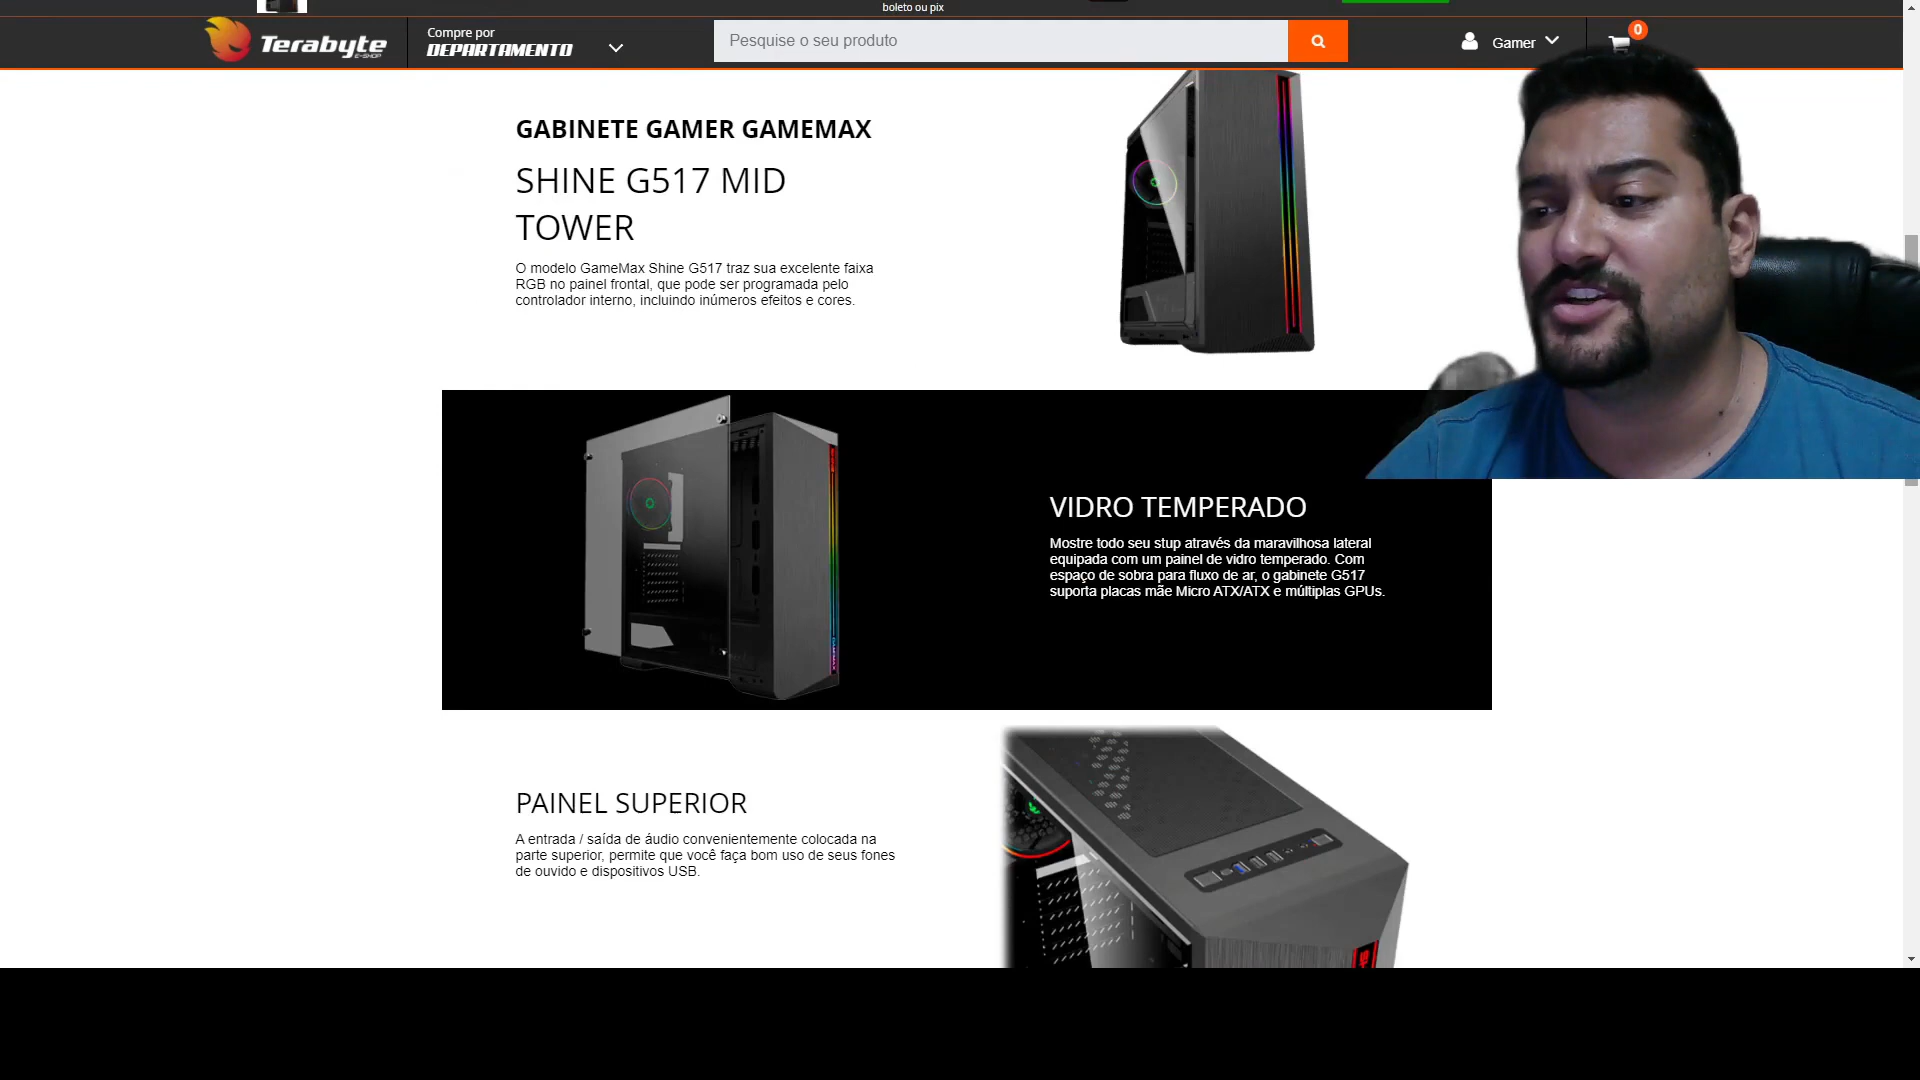 boleto ou pix
Terabyte
E-SHOP
Compre por
DEPARTAMENTO
Pesquise o seu produto
Gamer
0
GABINETE GAMER GAMEMAX
SHINE G517 MID
TOWER
O modelo GameMax Shine G517 traz sua excelente faixa
RGB no painel frontal, que pode ser programada pelo
controlador interno, incluindo inúmeros efeitos e cores.
VIDRO TEMPERADO
Mostre todo seu stup através da maravilhosa lateral
equipada com um painel de vidro temperado. Com
espaço de sobra para fluxo de ar, o gabinete G517
suporta placas mãe Micro ATX/ATX e múltiplas GPUs.
PAINEL SUPERIOR
A entrada / saída de áudio convenientemente colocada na
parte superior, permite que você faça bom uso de seus fones
de ouvido e dispositivos USB.